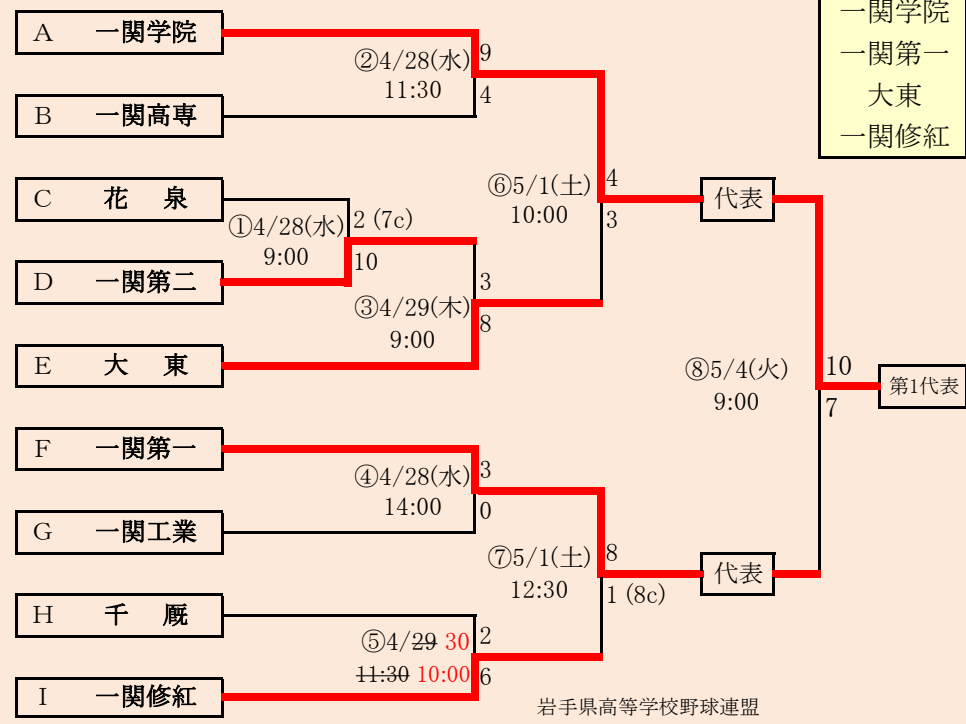 一関学院
一関第一
大東
一関修紅
A 一関学院
②4/28(水)
11:30
9
4
B 一関高専
C 花 泉
①4/28(水)
9:00
2 (7c)
10
D 一関第二
③4/29(木)
9:00
3
8
E 大 東
⑥5/1(土)
10:00
4
3
代表
F 一関第一
④4/28(水)
14:00
3
0
G 一関工業
⑦5/1(土)
12:30
8
1 (8c)
代表
H 千 厩
⑤4/29 30
11:30 10:00
2
6
I 一関修紅
⑧5/4(火)
9:00
10
7
第1代表
岩手県高等学校野球連盟